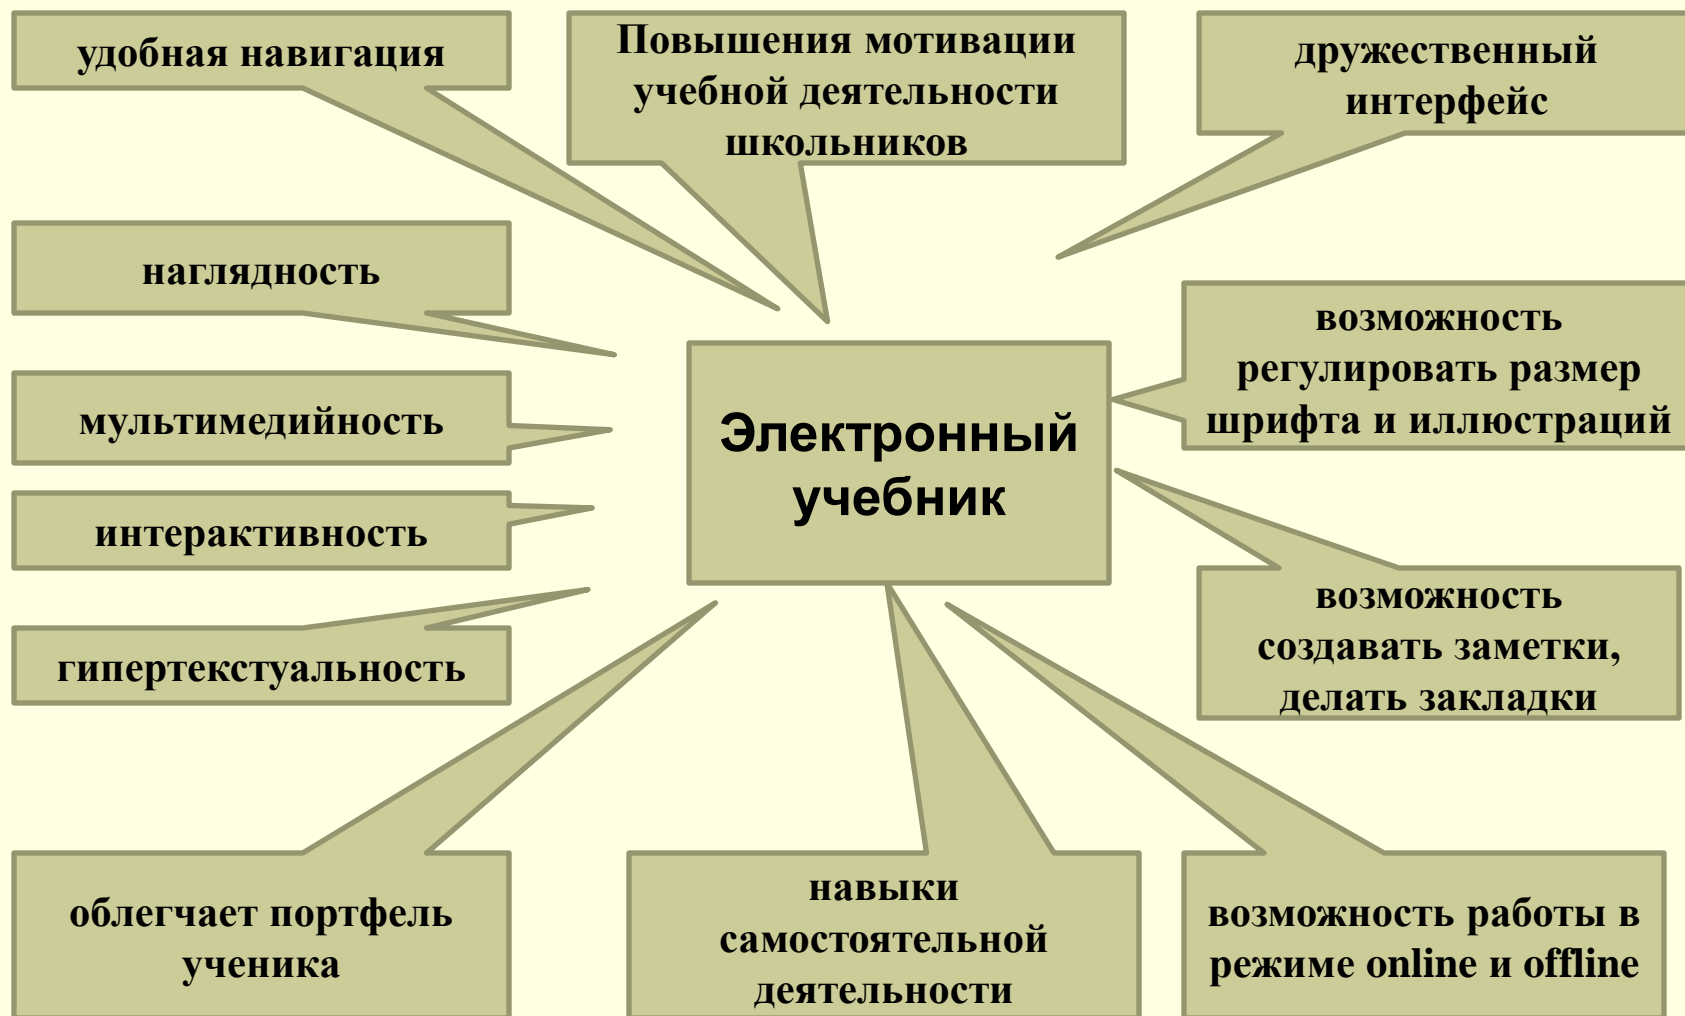 удобная навигация
Повышения мотивации
учебной деятельности
школьников
дружественный
интерфейс
наглядность
возможность
регулировать размер
шрифта и иллюстраций
мультимедийность
Электронный
учебник
интерактивность
гипертекстуальность
возможность
создавать заметки,
делать закладки
облегчает портфель
ученика
навыки
самостоятельной
деятельности
возможность работы в
режиме online и offline